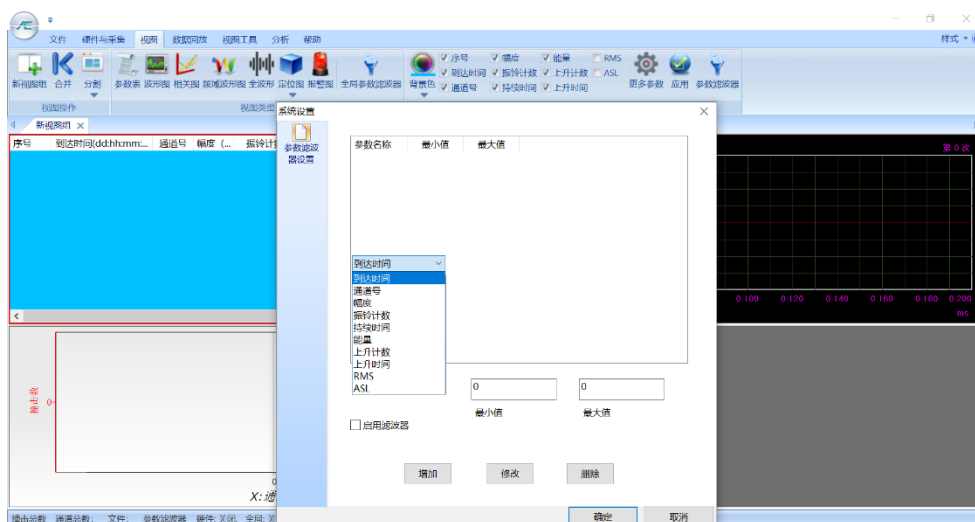 文件 硬件与采集 视图 数据回放 视图工具 分析 帮助 样式
新视图组 合并 分割 参数表 波形图 相关图 频域波形图 全波形 定位图 报警图 全局参数滤波器 背景色 更多参数 应用 参数滤波器
序号 幅度 能量 RMS
到达时间 振铃计数 上升计数 ASL
通道号 持续时间 上升时间
视图操作 视图类型
新视图组
序号 到达时间(dd:hh:mm:... 通道号 幅度 (... 振铃计
第 0 次
0.100 0.120 0.140 0.160 0.180 0.200
ms
撞击数
0
0
X:通
撞击总数 通道总数: 文件: 参数滤波器 硬件:关闭 全局:关
系统设置
参数滤波
器设置
参数名称 最小值 最大值
到达时间
到达时间
通道号
幅度
振铃计数
持续时间
能量
上升计数
上升时间
RMS
ASL
0 0
最小值 最大值
启用滤波器
增加 修改 删除
确定 取消